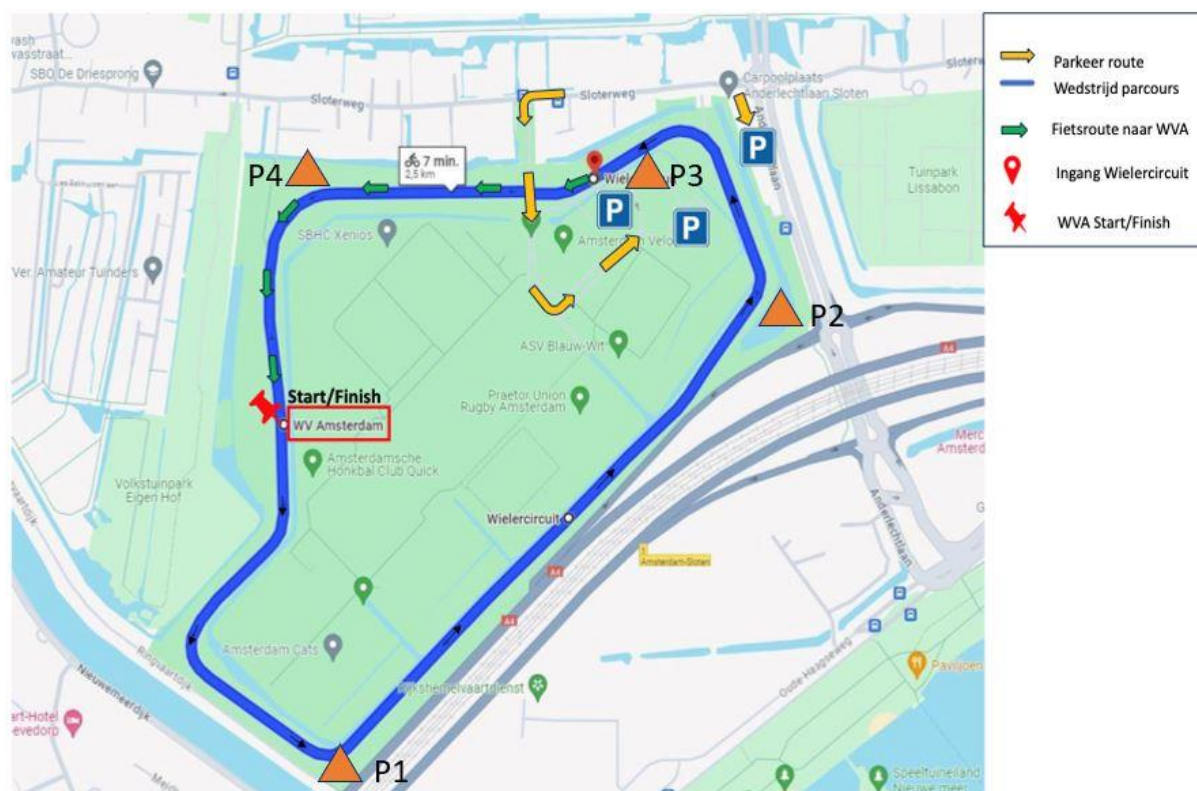 SBO De Driesprong
Sloterweg
Carpoolplaats
Anderlechtlaan Sloten
Sloterweg
P4
7 min.
2,5 km
P3
P
P
P
Tuinpark
Lissabon
SBHC Xenios
Ver. Amateur Tuinders
P2
ASV Blauw-Wit
A4
Start/Finish
WV Amsterdam
Praetor Union
Rugby Amsterdam
Amsterdamsche
Honkbal Club Quick
Volkstuinpark
Eigen Hof
Wielercircuit
Anderlechtlaan
1
Amsterdam-Sloten
A4
A4
Amsterdam Cats
Ringvaartdijk
Nieuwemeerdijk
Oude-Haagseweg
Paviljoen
P1
Speeltuineiland
Nieuwe meer
Parkeer route
Wedstrijd parcours
Fietsroute naar WVA
Ingang Wielercircuit
WVA Start/Finish